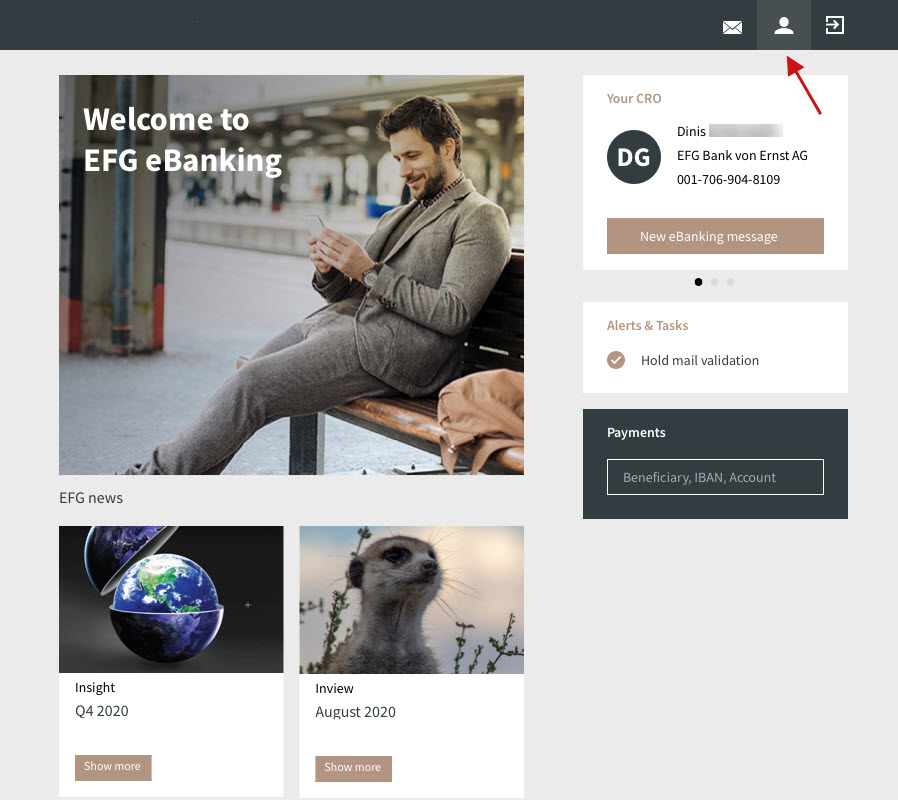 Welcome to
EFG eBanking
Your CRO
DG
Dinis
EFG Bank von Ernst AG
001-706-904-8109
New eBanking message
Alerts & Tasks
Hold mail validation
Payments
Beneficiary, IBAN, Account
EFG news
Insight
Q4 2020
Show more
Inview
August 2020
Show more